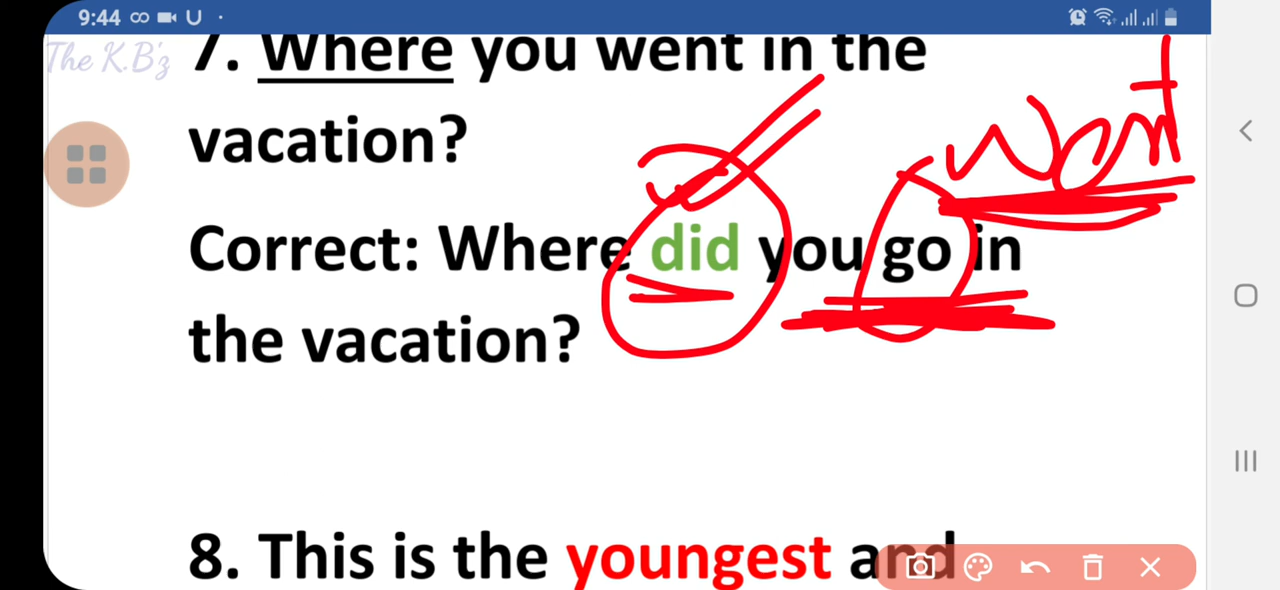 9:44
The K.B'z
7. Where you went in the
vacation?
went
Correct: Where did you go in
the vacation?
8. This is the youngest and